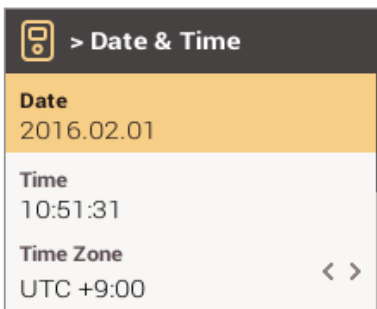 > Date & Time
Date
2016.02.01
Time
10:51:31
Time Zone
UTC +9:00
< >